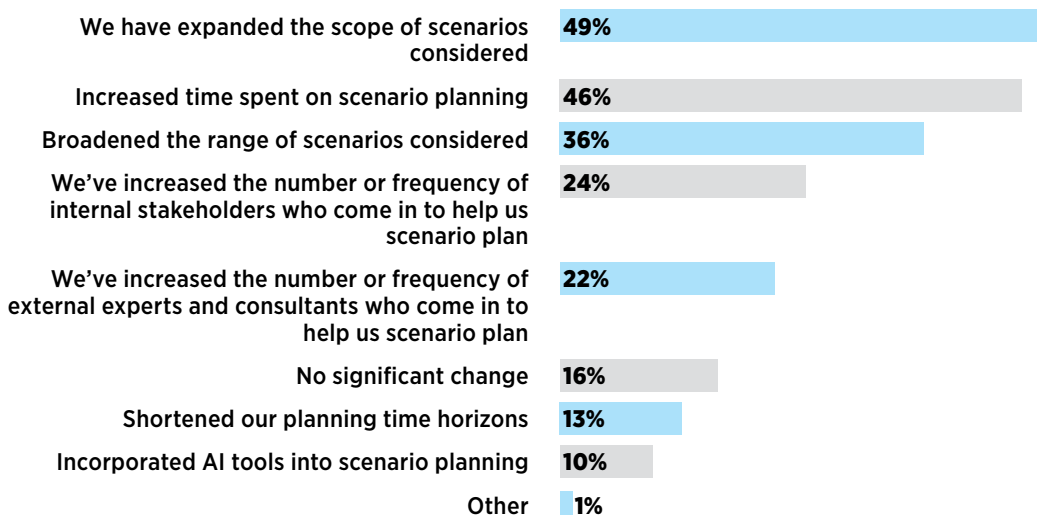 We have expanded the scope of scenarios
considered
49%
Increased time spent on scenario planning
46%
Broadened the range of scenarios considered
36%
We’ve increased the number or frequency of
internal stakeholders who come in to help us
scenario plan
24%
We’ve increased the number or frequency of
external experts and consultants who come in to
help us scenario plan
22%
No significant change
16%
Shortened our planning time horizons
13%
Incorporated AI tools into scenario planning
10%
Other
1%